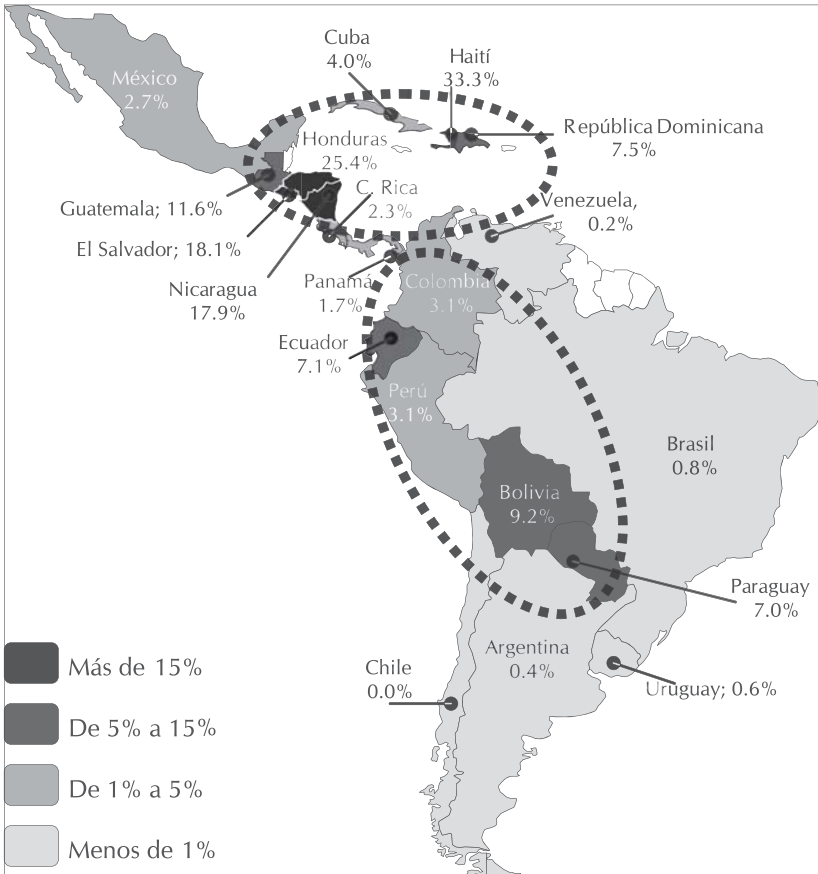 Cuba
4.0%
Haití
33.3%
México
2.7%
República Dominicana
7.5%
Honduras
25.4%
C. Rica
2.3%
Venezuela,
0.2%
Guatemala; 11.6%
El Salvador; 18.1%
Nicaragua
17.9%
Panamá
1.7%
Colombia
3.1%
Ecuador
7.1%
Perú
3.1%
Brasil
0.8%
Bolivia
9.2%
Paraguay
7.0%
Argentina
0.4%
Chile
0.0%
Uruguay; 0.6%
Más de 15%
De 5% a 15%
De 1% a 5%
Menos de 1%